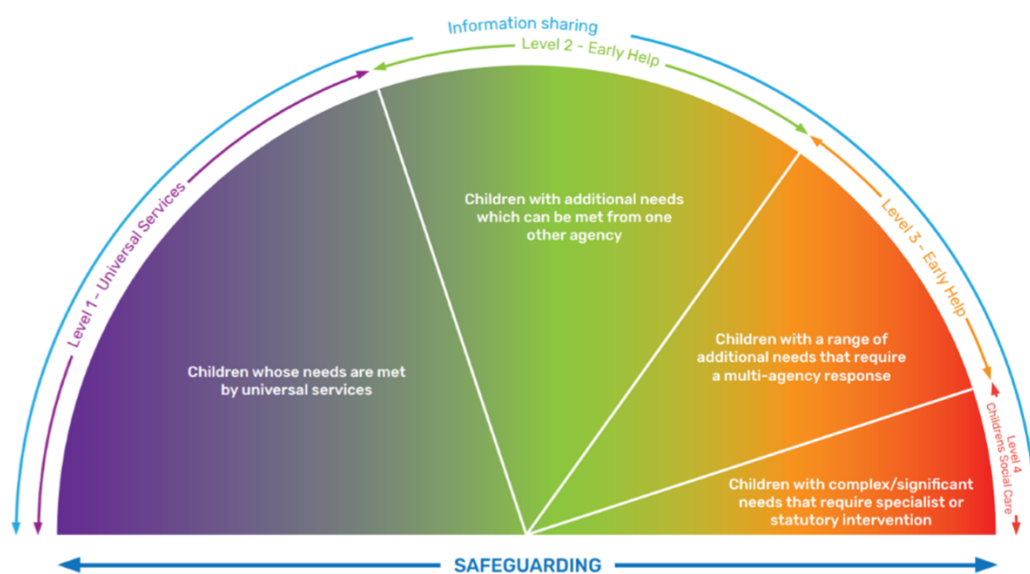 Information sharing
Level 2 - Early Help
Level 1 - Universal Services
Level 3 - Early Help
Level 4
Childrens Social Care
Children with additional needs
which can be met from one
other agency
Children whose needs are met
by universal services
Children with a range of
additional needs that require
a multi-agency response
Children with complex/significant
needs that require specialist or
statutory intervention
SAFEGUARDING